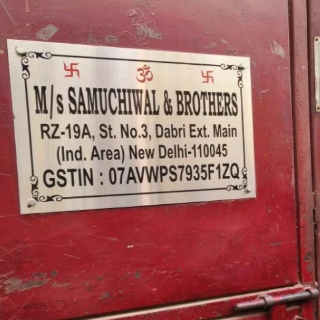 卐 ॐ 卐
M/s SAMUCHIWAL & BROTHERS
RZ-19A, St. No.3, Dabri Ext. Main
(Ind. Area) New Delhi-110045
GSTIN : 07AVWPS7935F1ZQ